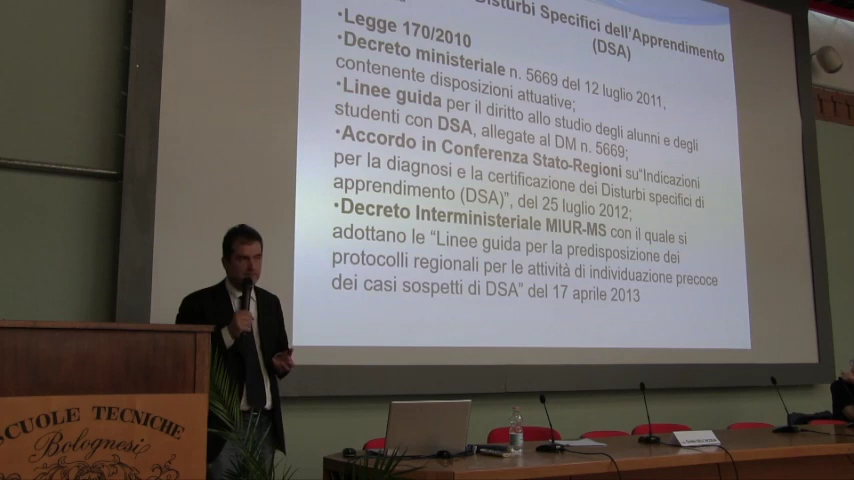 Disturbi Specifici dell'Apprendimento
(DSA)
•Legge 170/2010
•Decreto ministeriale n. 5669 del 12 luglio 2011,
contenente disposizioni attuative;
•Linee guida per il diritto allo studio degli alunni e degli
studenti con DSA, allegate al DM n. 5669;
•Accordo in Conferenza Stato-Regioni su“Indicazioni
per la diagnosi e la certificazione dei Disturbi specifici di
apprendimento (DSA)”, del 25 luglio 2012;
•Decreto Interministeriale MIUR-MS con il quale si
adottano le “Linee guida per la predisposizione dei
protocolli regionali per le attività di individuazione precoce
dei casi sospetti di DSA” del 17 aprile 2013
SCUOLE TECNICHE
Bolognesi